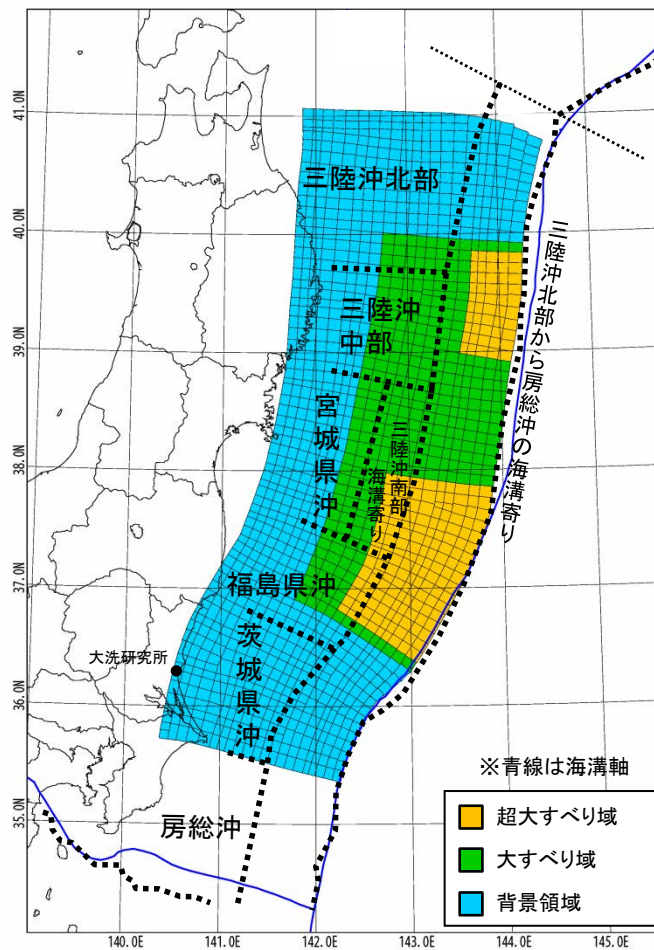 41.0N
40.0N
39.0N
38.0N
37.0N
36.0N
35.0N
三陸沖北部
三陸沖
中部
三陸沖北部から房総沖の海溝寄り
宮城県沖
三陸沖南部
海溝寄り
福島県沖
茨城県沖
大洗研究所
房総沖
※青線は海溝軸
超大すべり域
大すべり域
背景領域
140.0E
141.0E
142.0E
143.0E
144.0E
145.0E